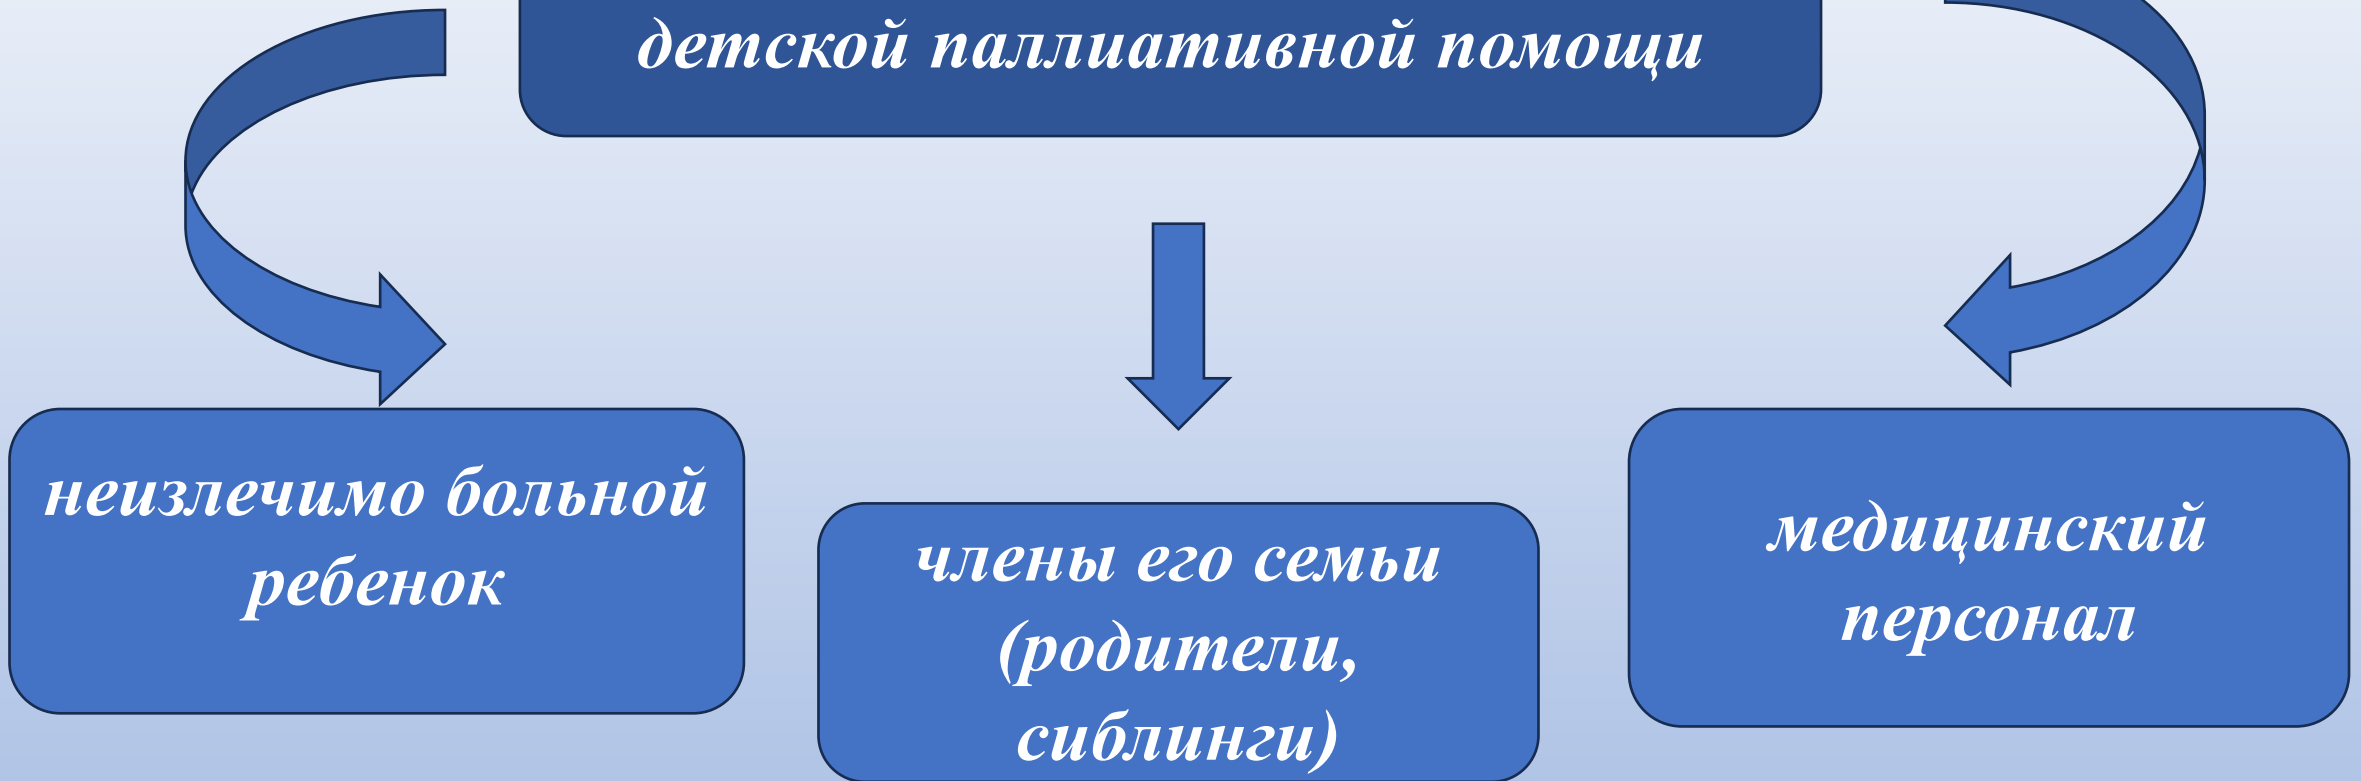 детской паллиативной помощи
неизлечимо больной
ребенок
члены его семьи
(родители,
сиблинги)
медицинский
персонал